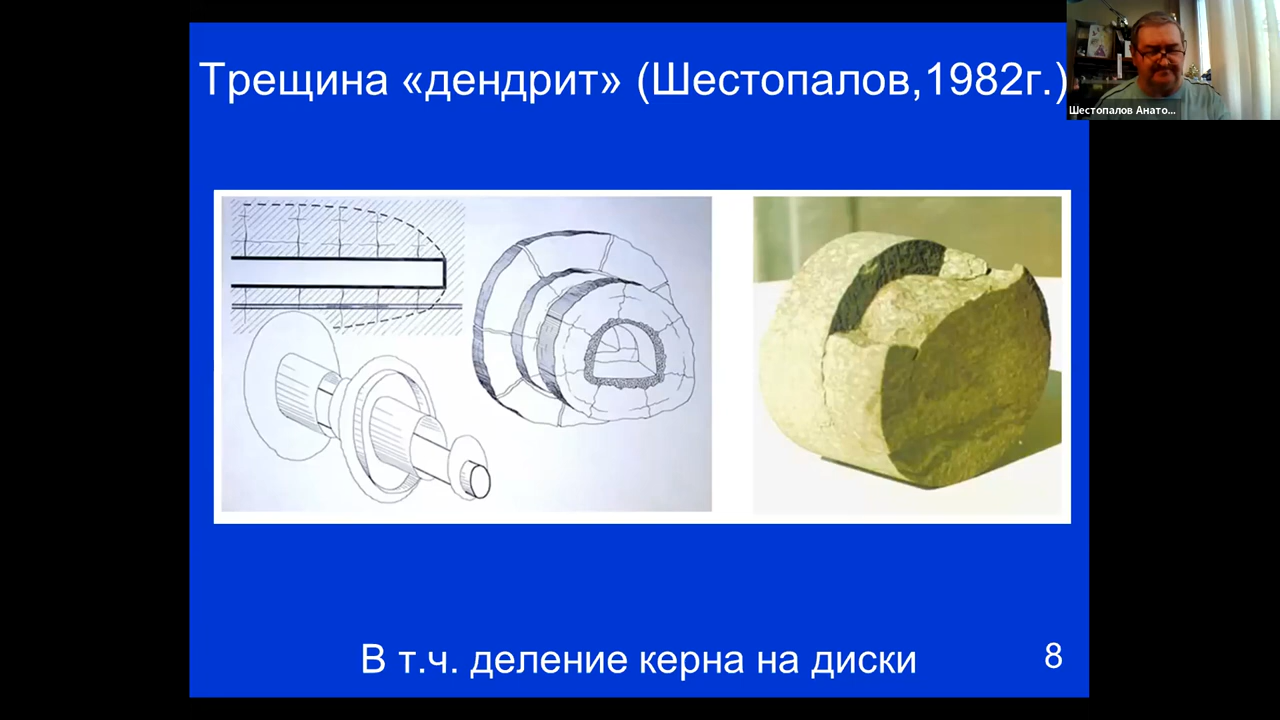 Трещина «дендрит» (Шестопалов,1982г.)
Шестопалов Анато...
В т.ч. деление керна на диски
8